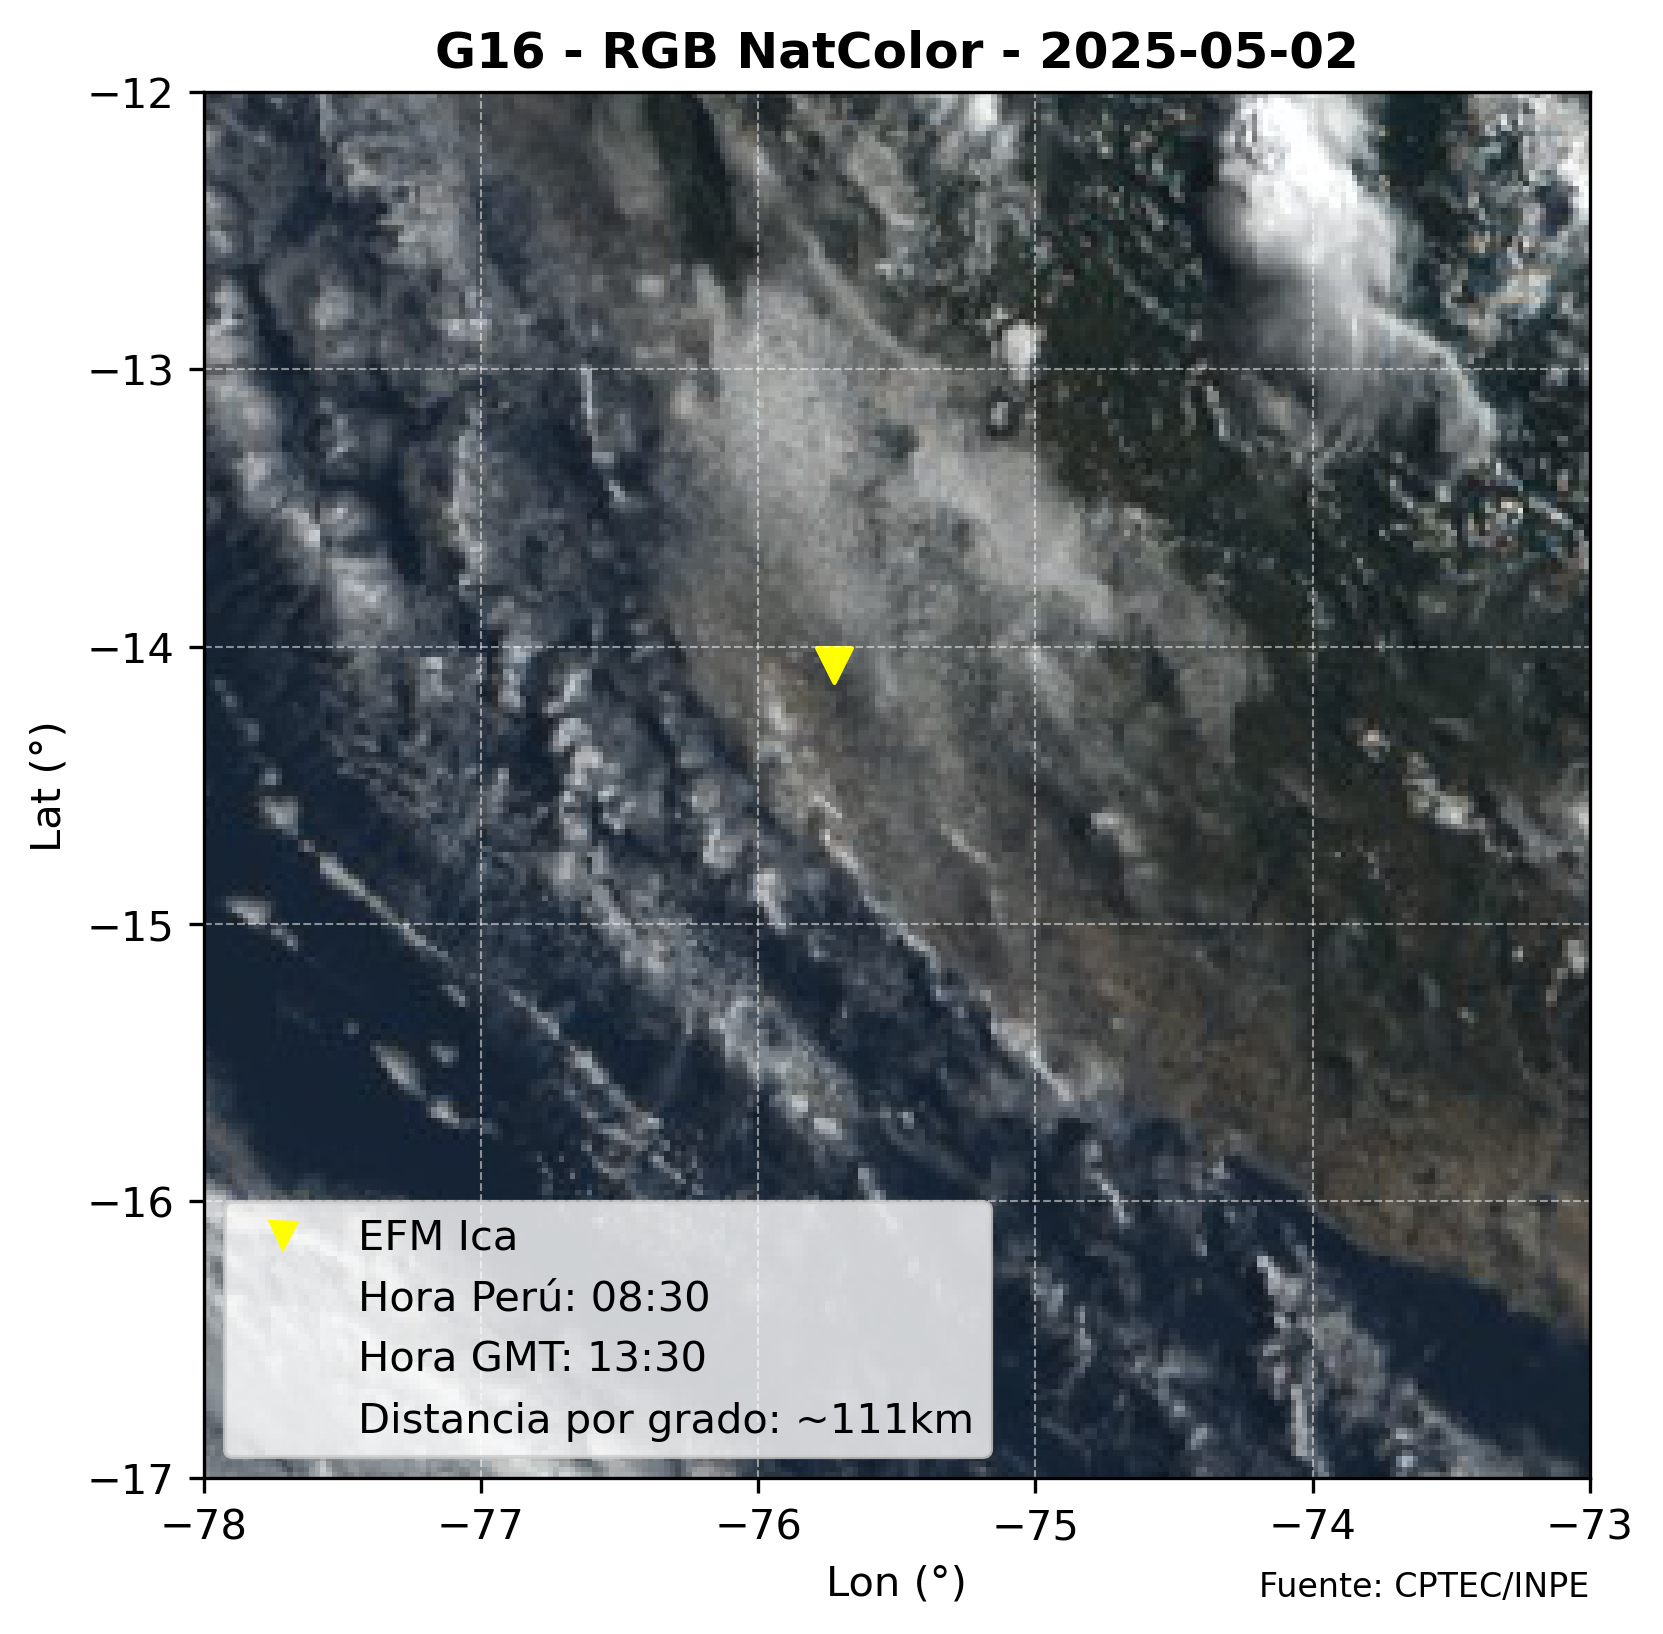 G16 - RGB NatColor - 2025-05-02
−12
−13
−14
−15
−16
−17
Lat (°)
EFM Ica
Hora Perú: 08:30
Hora GMT: 13:30
Distancia por grado: ~111km
−78 −77 −76 −75 −74 −73
Lon (°)
Fuente: CPTEC/INPE